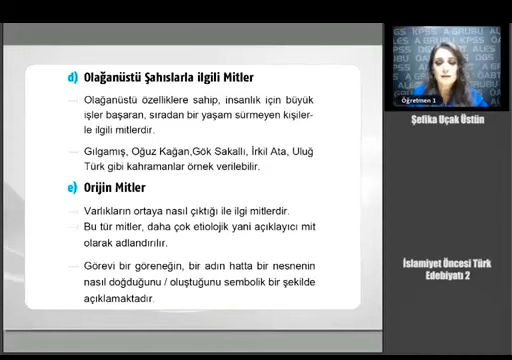 d) Olağanüstü Şahıslarla ilgili Mitler
Olağanüstü özelliklere sahip, insanlık için büyük
işler başaran, sıradan bir yaşam sürmeyen kişiler-
le ilgili mitlerdir.
Gılgamış, Oğuz Kağan,Gök Sakallı, İrkil Ata, Uluğ
Türk gibi kahramanlar örnek verilebilir.
e) Orijin Mitler
Varlıkların ortaya nasıl çıktığı ile ilgi mitlerdir.
Bu tür mitler, daha çok etiolojik yani açıklayıcı mit
olarak adlandırılır.
Görevi bir göreneğin, bir adın hatta bir nesnenin
nasıl doğduğunu / oluştuğunu sembolik bir şekilde
açıklamaktadır.
Öğretmen 1
Şefika Uçak Üstün
İslamiyet Öncesi Türk
Edebiyatı 2